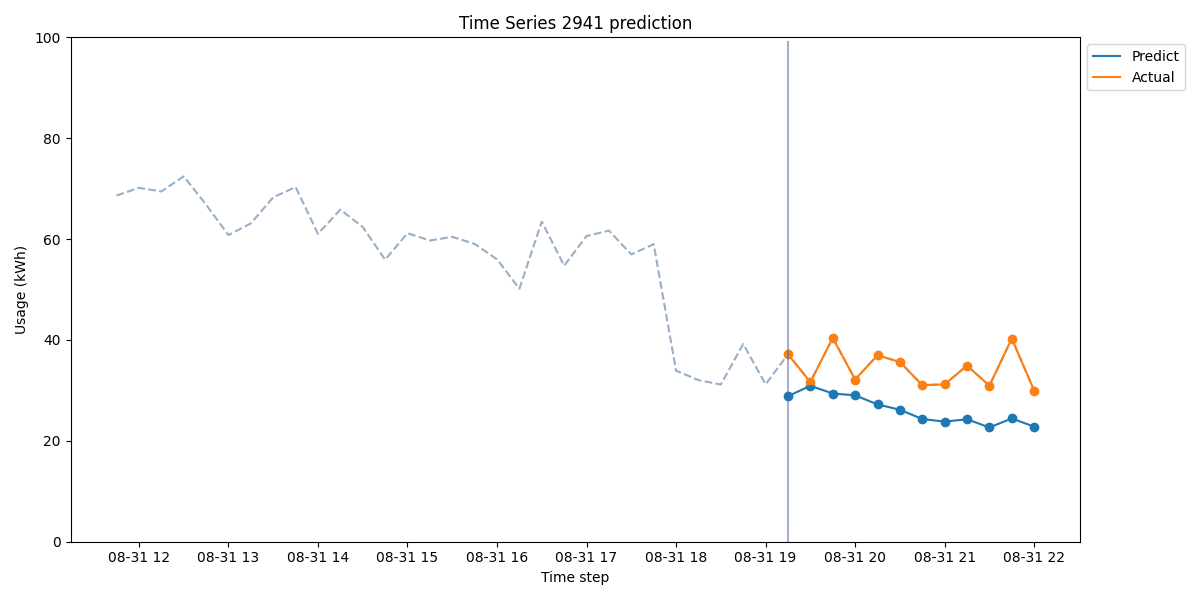 Time Series 2941 prediction
Predict
Actual
Usage (kWh)
100
80
60
40
20
0
08-31 12 08-31 13 08-31 14 08-31 15 08-31 16 08-31 17 08-31 18 08-31 19 08-31 20 08-31 21 08-31 22
Time step